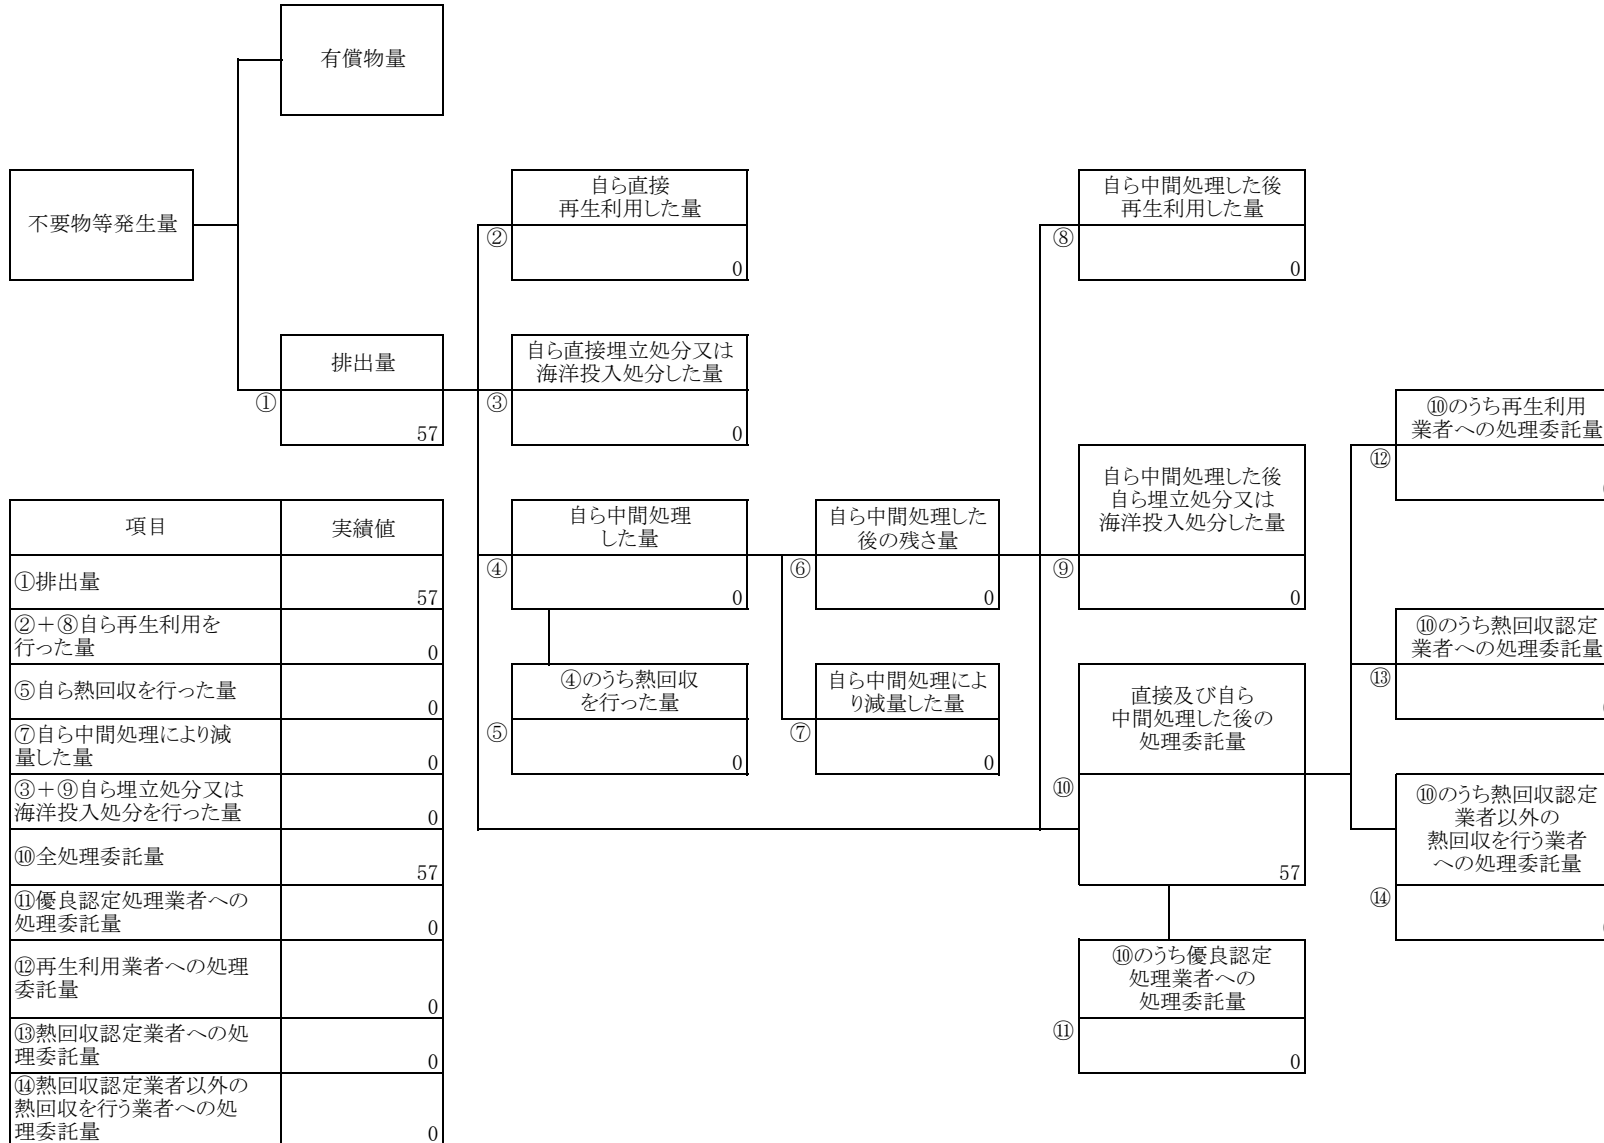 有償物量
不要物等発生量
自ら直接
再生利用した量
②
0
自ら中間処理した後
再生利用した量
⑧
0
排出量
①
57
自ら直接埋立処分又は
海洋投入処分した量
③
0
⑩のうち再生利用
業者への処理委託量
⑫
自ら中間処理
した量
④
0
自ら中間処理した
後の残さ量
⑥
0
自ら中間処理した後
自ら埋立処分又は
海洋投入処分した量
⑨
0
⑩のうち熱回収認定
業者への処理委託量
⑬
④のうち熱回収
を行った量
⑤
0
自ら中間処理によ
り減量した量
⑦
0
直接及び自ら
中間処理した後の
処理委託量
⑩
57
⑩のうち熱回収認定
業者以外の
熱回収を行う業者
への処理委託量
⑭
⑩のうち優良認定
処理業者への
処理委託量
⑪
0
項目 実績値
①排出量
57
②+⑧自ら再生利用を
行った量 0
⑤自ら熱回収を行った量
0
⑦自ら中間処理により減
量した量 0
③+⑨自ら埋立処分又は
海洋投入処分を行った量 0
⑩全処理委託量
57
⑪優良認定処理業者への
処理委託量 0
⑫再生利用業者への処理
委託量
0
⑬熱回収認定業者への処
理委託量 0
⑭熱回収認定業者以外の
熱回収を行う業者への処
理委託量 0